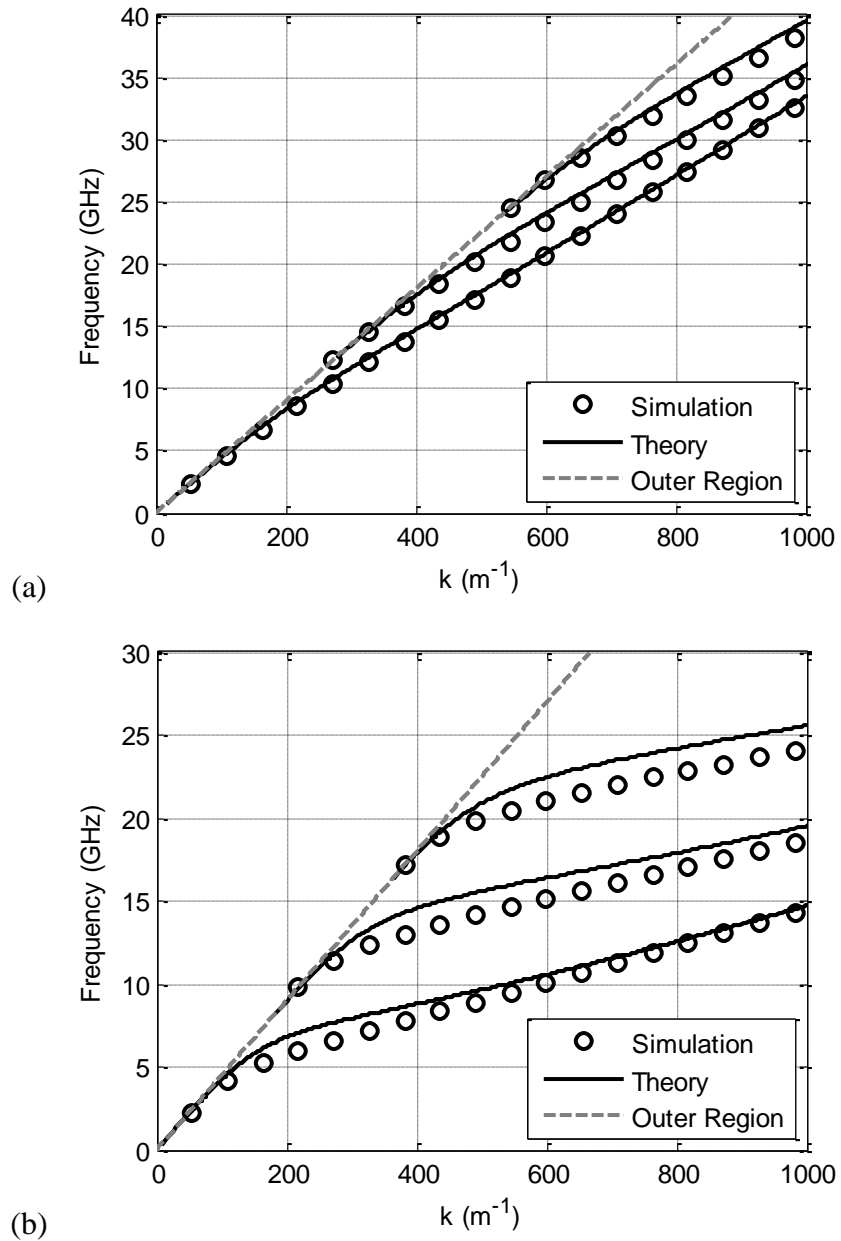 40
35
30
25
20
15
10
5
0
Frequency (GHz)
0 200 400 600 800 1000
k (m⁻¹)
Simulation
Theory
Outer Region
(a)
30
25
20
15
10
5
0
Frequency (GHz)
0 200 400 600 800 1000
k (m⁻¹)
Simulation
Theory
Outer Region
(b)